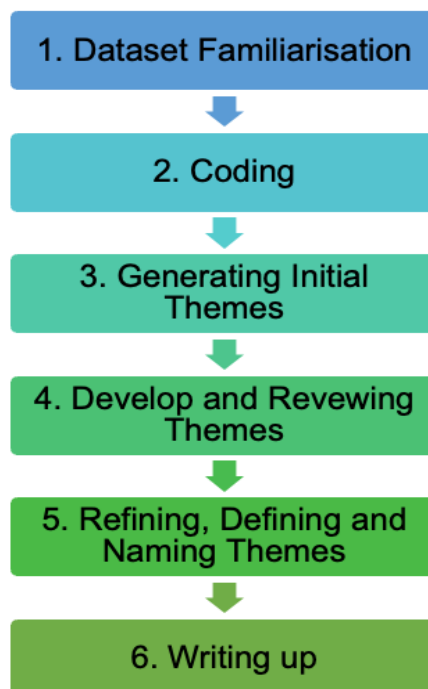 1. Dataset Familiarisation
2. Coding
3. Generating Initial
Themes
4. Develop and Revewing
Themes
5. Refining, Defining and
Naming Themes
6. Writing up